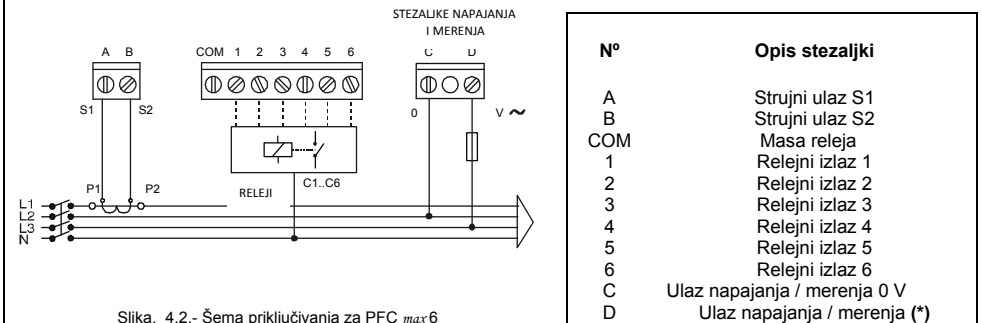 STEZALJKE NAPAJANJA
I MERENJA
A B COM 1 2 3 4 5 6 C D
S1 S2 0 V ~
C1..C6
P1 P2 RELEJI
L1
L2
L3
N
Slika. 4.2.- Šema priključivanja za PFC max6
Nº Opis stezaljki
A Strujni ulaz S1
B Strujni ulaz S2
COM Masa releja
1 Relejni izlaz 1
2 Relejni izlaz 2
3 Relejni izlaz 3
4 Relejni izlaz 4
5 Relejni izlaz 5
6 Relejni izlaz 6
C Ulaz napajanja / merenja 0 V
D Ulaz napajanja / merenja (*)